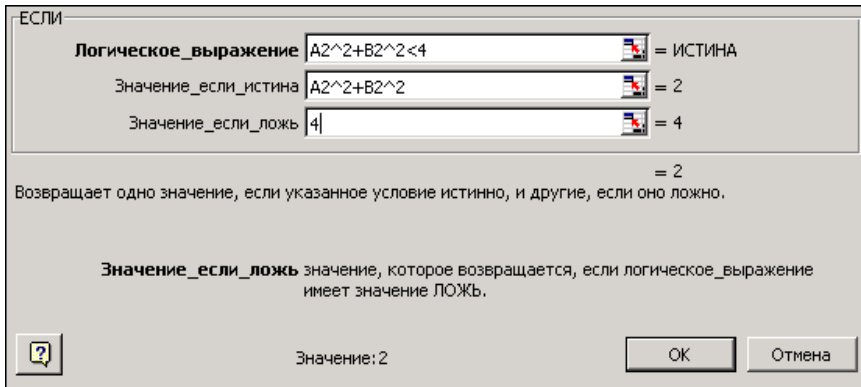 ЕСЛИ
Логическое_выражение A2^2+B2^2<4 = ИСТИНА
Значение_если_истина A2^2+B2^2 = 2
Значение_если_ложь 4 = 4
= 2
Возвращает одно значение, если указанное условие истинно, и другие, если оно ложно.
Значение_если_ложь значение, которое возвращается, если логическое_выражение
имеет значение ЛОЖЬ.
? Значение:2 OK Отмена